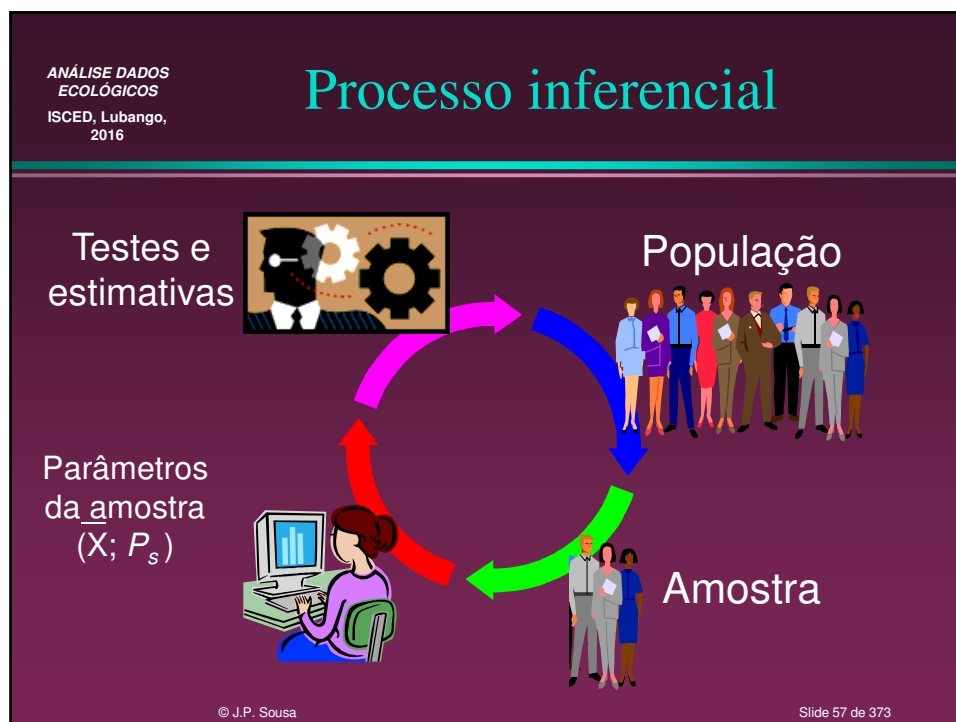 ANÁLISE DADOS
ECOLÓGICOS
ISCED, Lubango,
2016
Processo inferencial
Testes e
estimativas
População
Parâmetros
da amostra
(X̅; Pₛ)
Amostra
© J.P. Sousa
Slide 57 de 373